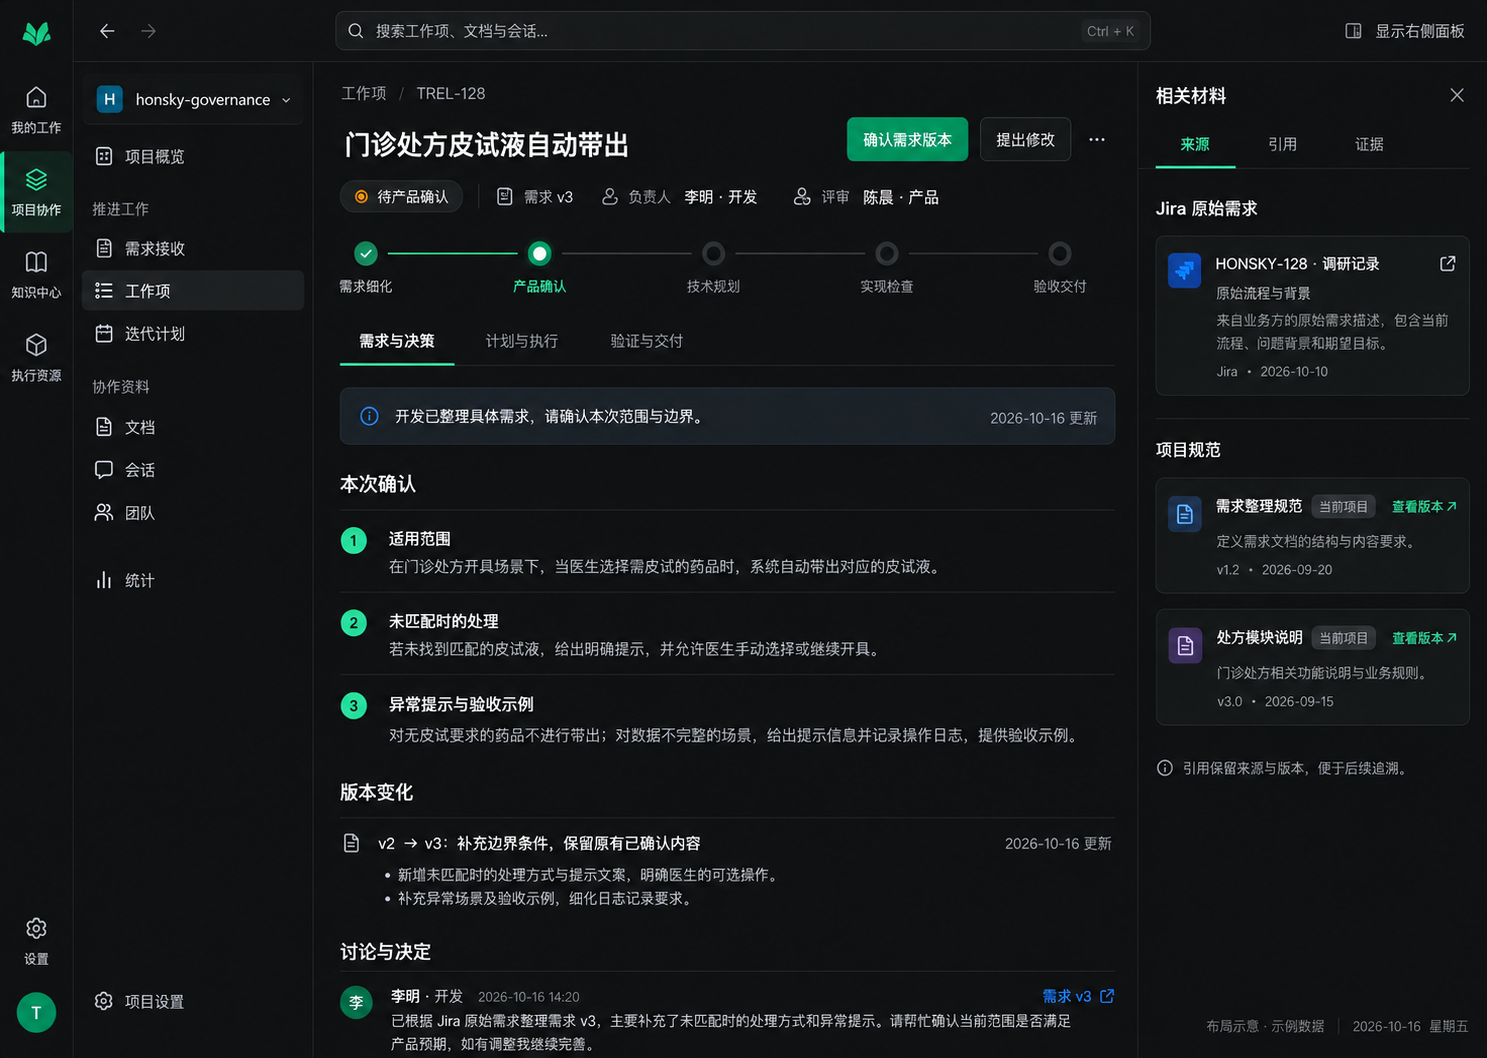 搜索工作项、文档与会话...
Ctrl + K
显示右侧面板
我的工作
项目协作
知识中心
执行资源
设置
T
H
honsky-governance
项目概览
推进工作
需求接收
工作项
迭代计划
协作资料
文档
会话
团队
统计
项目设置
工作项 / TREL-128
门诊处方皮试液自动带出
确认需求版本
提出修改
待产品确认
需求 v3
负责人 李明 · 开发
评审 陈晨 · 产品
需求细化
产品确认
技术规划
实现检查
验收交付
需求与决策
计划与执行
验证与交付
开发已整理具体需求，请确认本次范围与边界。
2026-10-16 更新
本次确认
1 适用范围
在门诊处方开具场景下，当医生选择需皮试的药品时，系统自动带出对应的皮试液。
2 未匹配时的处理
若未找到匹配的皮试液，给出明确提示，并允许医生手动选择或继续开具。
3 异常提示与验收示例
对无皮试要求的药品不进行带出；对数据不完整的场景，给出提示信息并记录操作日志，提供验收示例。
版本变化
v2 → v3：补充边界条件，保留原有已确认内容
2026-10-16 更新
• 新增未匹配时的处理方式与提示文案，明确医生的可选操作。
• 补充异常场景及验收示例，细化日志记录要求。
讨论与决定
李
李明 · 开发 2026-10-16 14:20
需求 v3
已根据 Jira 原始需求整理需求 v3，主要补充了未匹配时的处理方式和异常提示。请帮忙确认当前范围是否满足
产品预期，如有调整我继续完善。
相关材料
来源
引用
证据
Jira 原始需求
HONSKY-128 · 调研记录
原始流程与背景
来自业务方的原始需求描述，包含当前
流程、问题背景和期望目标。
Jira • 2026-10-10
项目规范
需求整理规范 当前项目 查看版本↗
定义需求文档的结构与内容要求。
v1.2 • 2026-09-20
处方模块说明 当前项目 查看版本↗
门诊处方相关功能说明与业务规则。
v3.0 • 2026-09-15
引用保留来源与版本，便于后续追溯。
布局示意 · 示例数据
2026-10-16 星期五